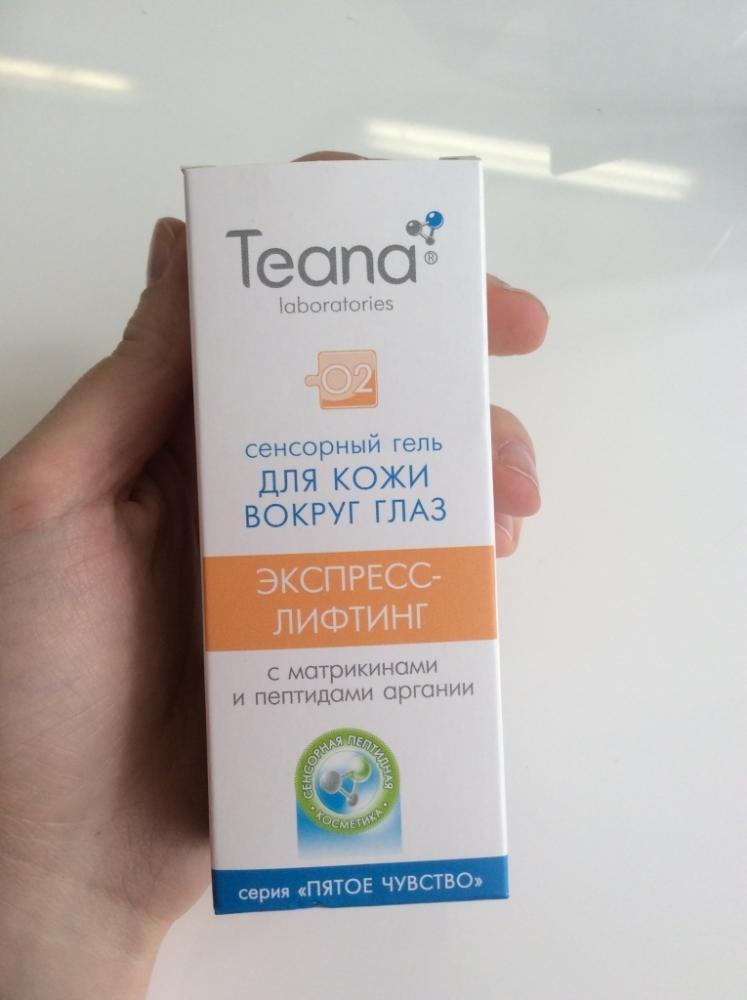 Teana®
laboratories
O2
сенсорный гель
ДЛЯ КОЖИ
ВОКРУГ ГЛАЗ
ЭКСПРЕСС-
ЛИФТИНГ
с матрикинами
и пептидами аргании
СЕНСОРНАЯ ПЕПТИДНАЯ
• КОСМЕТИКА •
серия «ПЯТОЕ ЧУВСТВО»